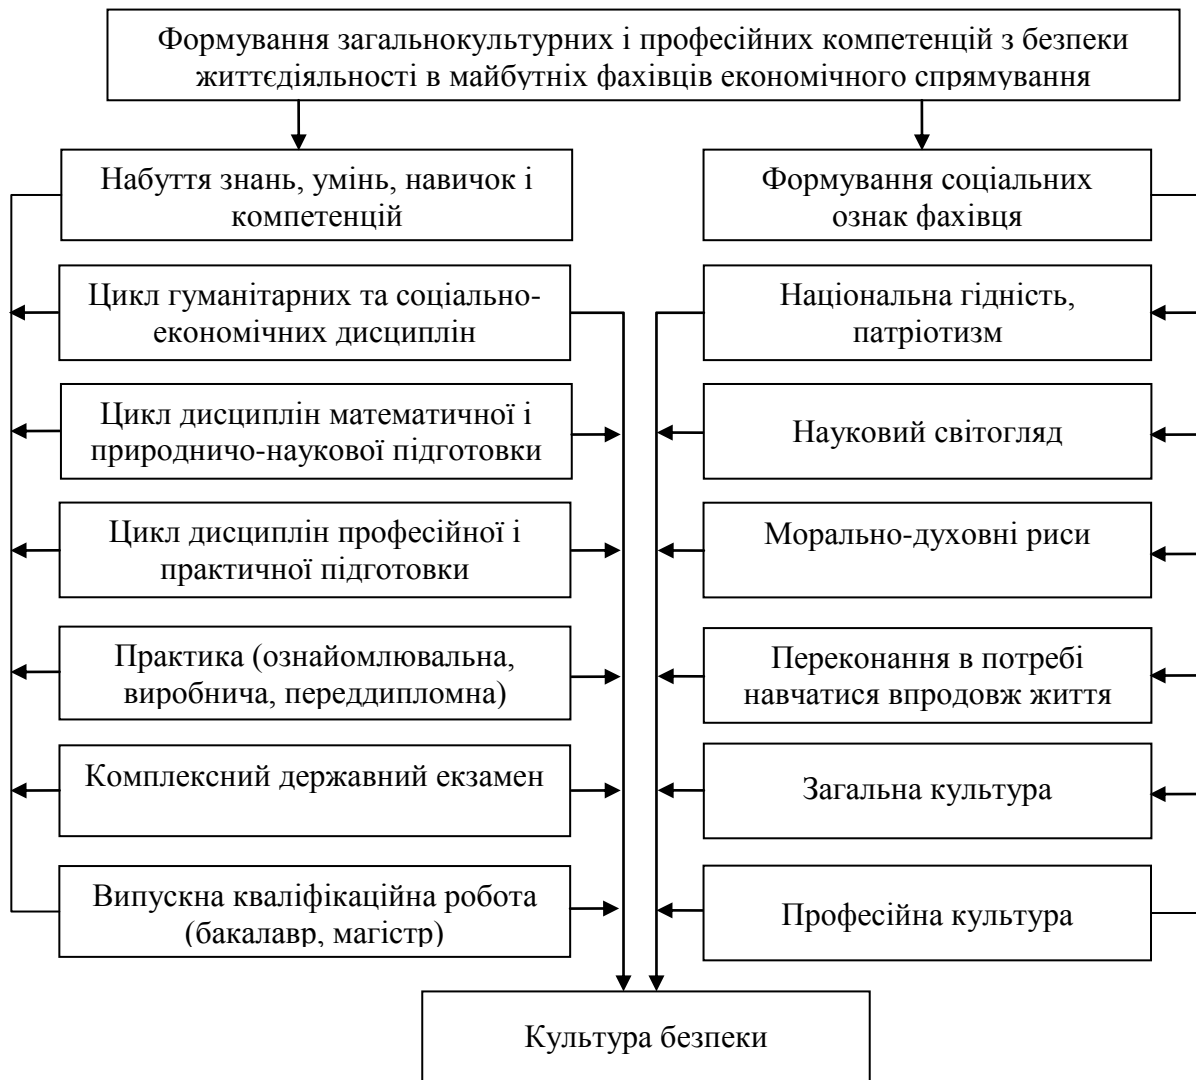 Формування загальнокультурних і професійних компетенцій з безпеки
життєдіяльності в майбутніх фахівців економічного спрямування
Набуття знань, умінь, навичок і
компетенцій
Формування соціальних
ознак фахівця
Цикл гуманітарних та соціально-
економічних дисциплін
Національна гідність,
патріотизм
Цикл дисциплін математичної і
природничо-наукової підготовки
Науковий світогляд
Цикл дисциплін професійної і
практичної підготовки
Морально-духовні риси
Практика (ознайомлювальна,
виробнича, переддипломна)
Переконання в потребі
навчатися впродовж життя
Комплексний державний екзамен
Загальна культура
Випускна кваліфікаційна робота
(бакалавр, магістр)
Професійна культура
Культура безпеки